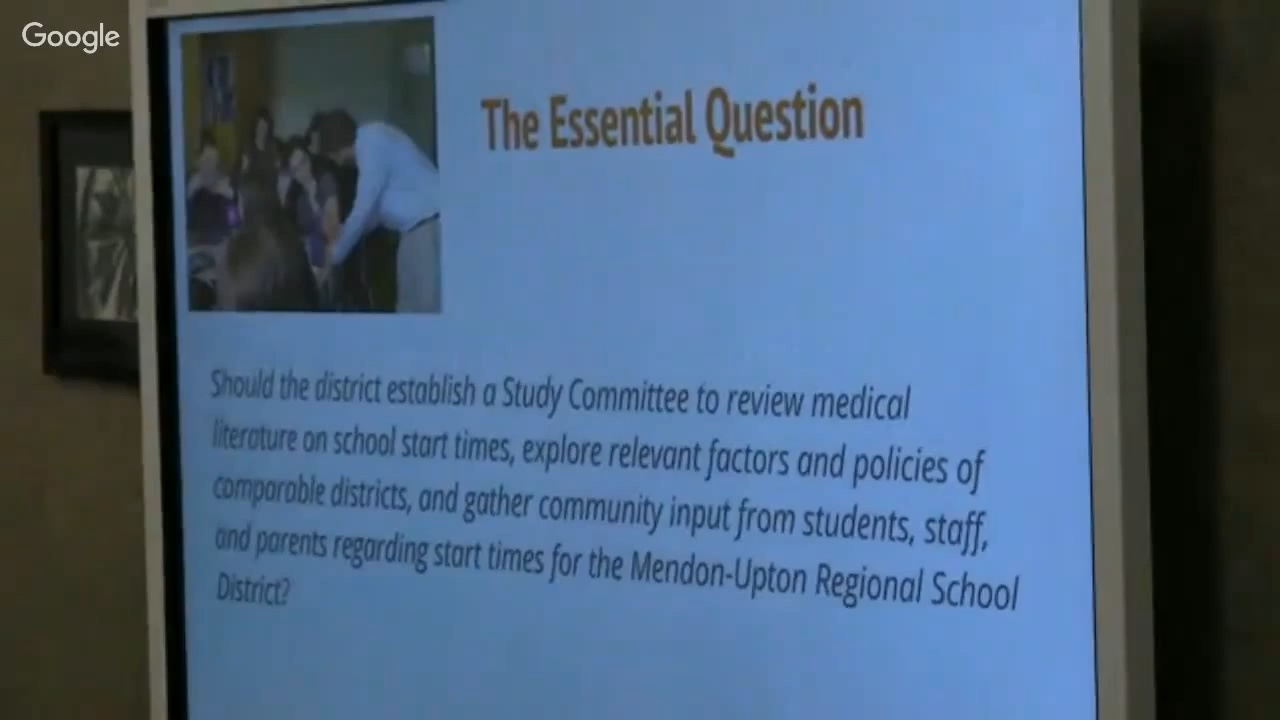 Google
The Essential Question
Should the district establish a Study Committee to review medical
literature on school start times, explore relevant factors and policies of
comparable districts, and gather community input from students, staff,
and parents regarding start times for the Mendon-Upton Regional School
District?